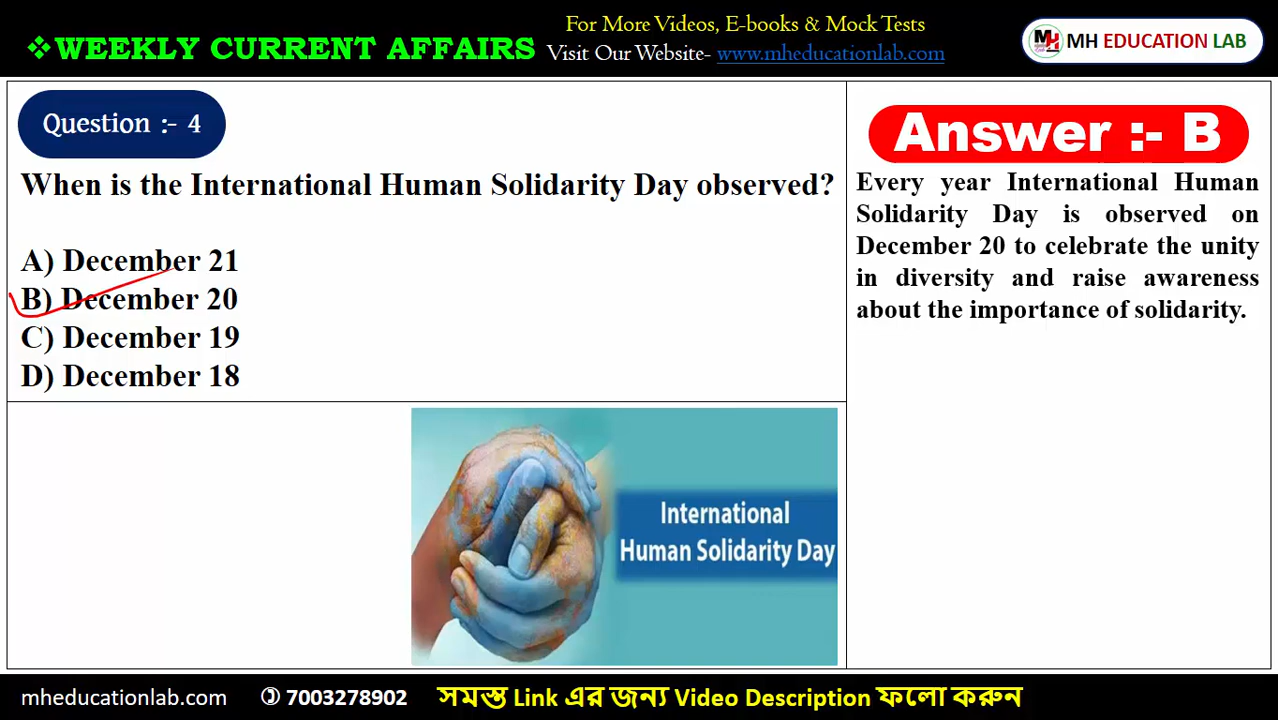 ❖WEEKLY CURRENT AFFAIRS
For More Videos, E-books & Mock Tests
Visit Our Website- www.mheducationlab.com
MH EDUCATION LAB
Question :- 4
When is the International Human Solidarity Day observed?
A) December 21
B) December 20
C) December 19
D) December 18
Answer :- B
Every year International Human
Solidarity Day is observed on
December 20 to celebrate the unity
in diversity and raise awareness
about the importance of solidarity.
International
Human Solidarity Day
mheducationlab.com
7003278902
সমস্ত Link এর জন্য Video Description ফলো করুন